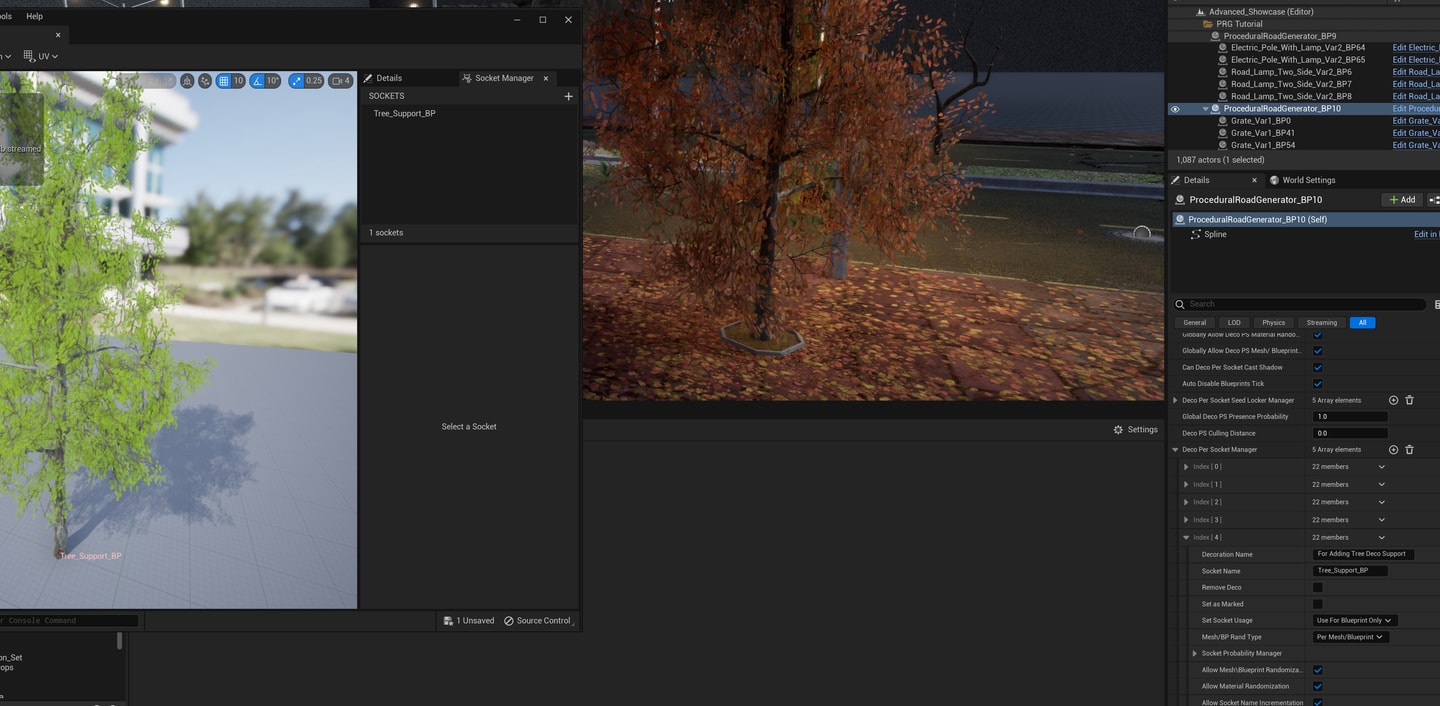 Help
UV
10
10°
0.25
4
streamed
Tree_Support_BP
Console Command
Details
Socket Manager
SOCKETS
Tree_Support_BP
1 sockets
Select a Socket
1 Unsaved
Source Control
Settings
Advanced_Showcase (Editor)
PRG Tutorial
ProceduralRoadGenerator_BP9
Electric_Pole_With_Lamp_Var2_BP64 Edit Electric_
Electric_Pole_With_Lamp_Var2_BP65 Edit Electric_
Road_Lamp_Two_Side_Var2_BP6 Edit Road_La
Road_Lamp_Two_Side_Var2_BP7 Edit Road_La
Road_Lamp_Two_Side_Var2_BP8 Edit Road_La
ProceduralRoadGenerator_BP10 Edit Procedu
Grate_Var1_BP0 Edit Grate_Va
Grate_Var1_BP41 Edit Grate_Va
Grate_Var1_BP54 Edit Grate_Va
1,087 actors (1 selected)
Details World Settings
ProceduralRoadGenerator_BP10 + Add
ProceduralRoadGenerator_BP10 (Self)
Spline Edit in
Search
General LOD Physics Streaming All
Globally Allow Deco PS Material Rando...
Globally Allow Deco PS Mesh/ Blueprint...
Can Deco Per Socket Cast Shadow
Auto Disable Blueprints Tick
Deco Per Socket Seed Locker Manager 5 Array elements
Global Deco PS Presence Probability 1.0
Deco PS Culling Distance 0.0
Deco Per Socket Manager 5 Array elements
Index [ 0 ] 22 members
Index [ 1 ] 22 members
Index [ 2 ] 22 members
Index [ 3 ] 22 members
Index [ 4 ] 22 members
Decoration Name For Adding Tree Deco Support
Socket Name Tree_Support_BP
Remove Deco
Set as Marked
Set Socket Usage Use For Blueprint Only
Mesh/BP Rand Type Per Mesh/Blueprint
Socket Probability Manager
Allow Mesh\Blueprint Randomiza...
Allow Material Randomization
Allow Socket Name Incrementation